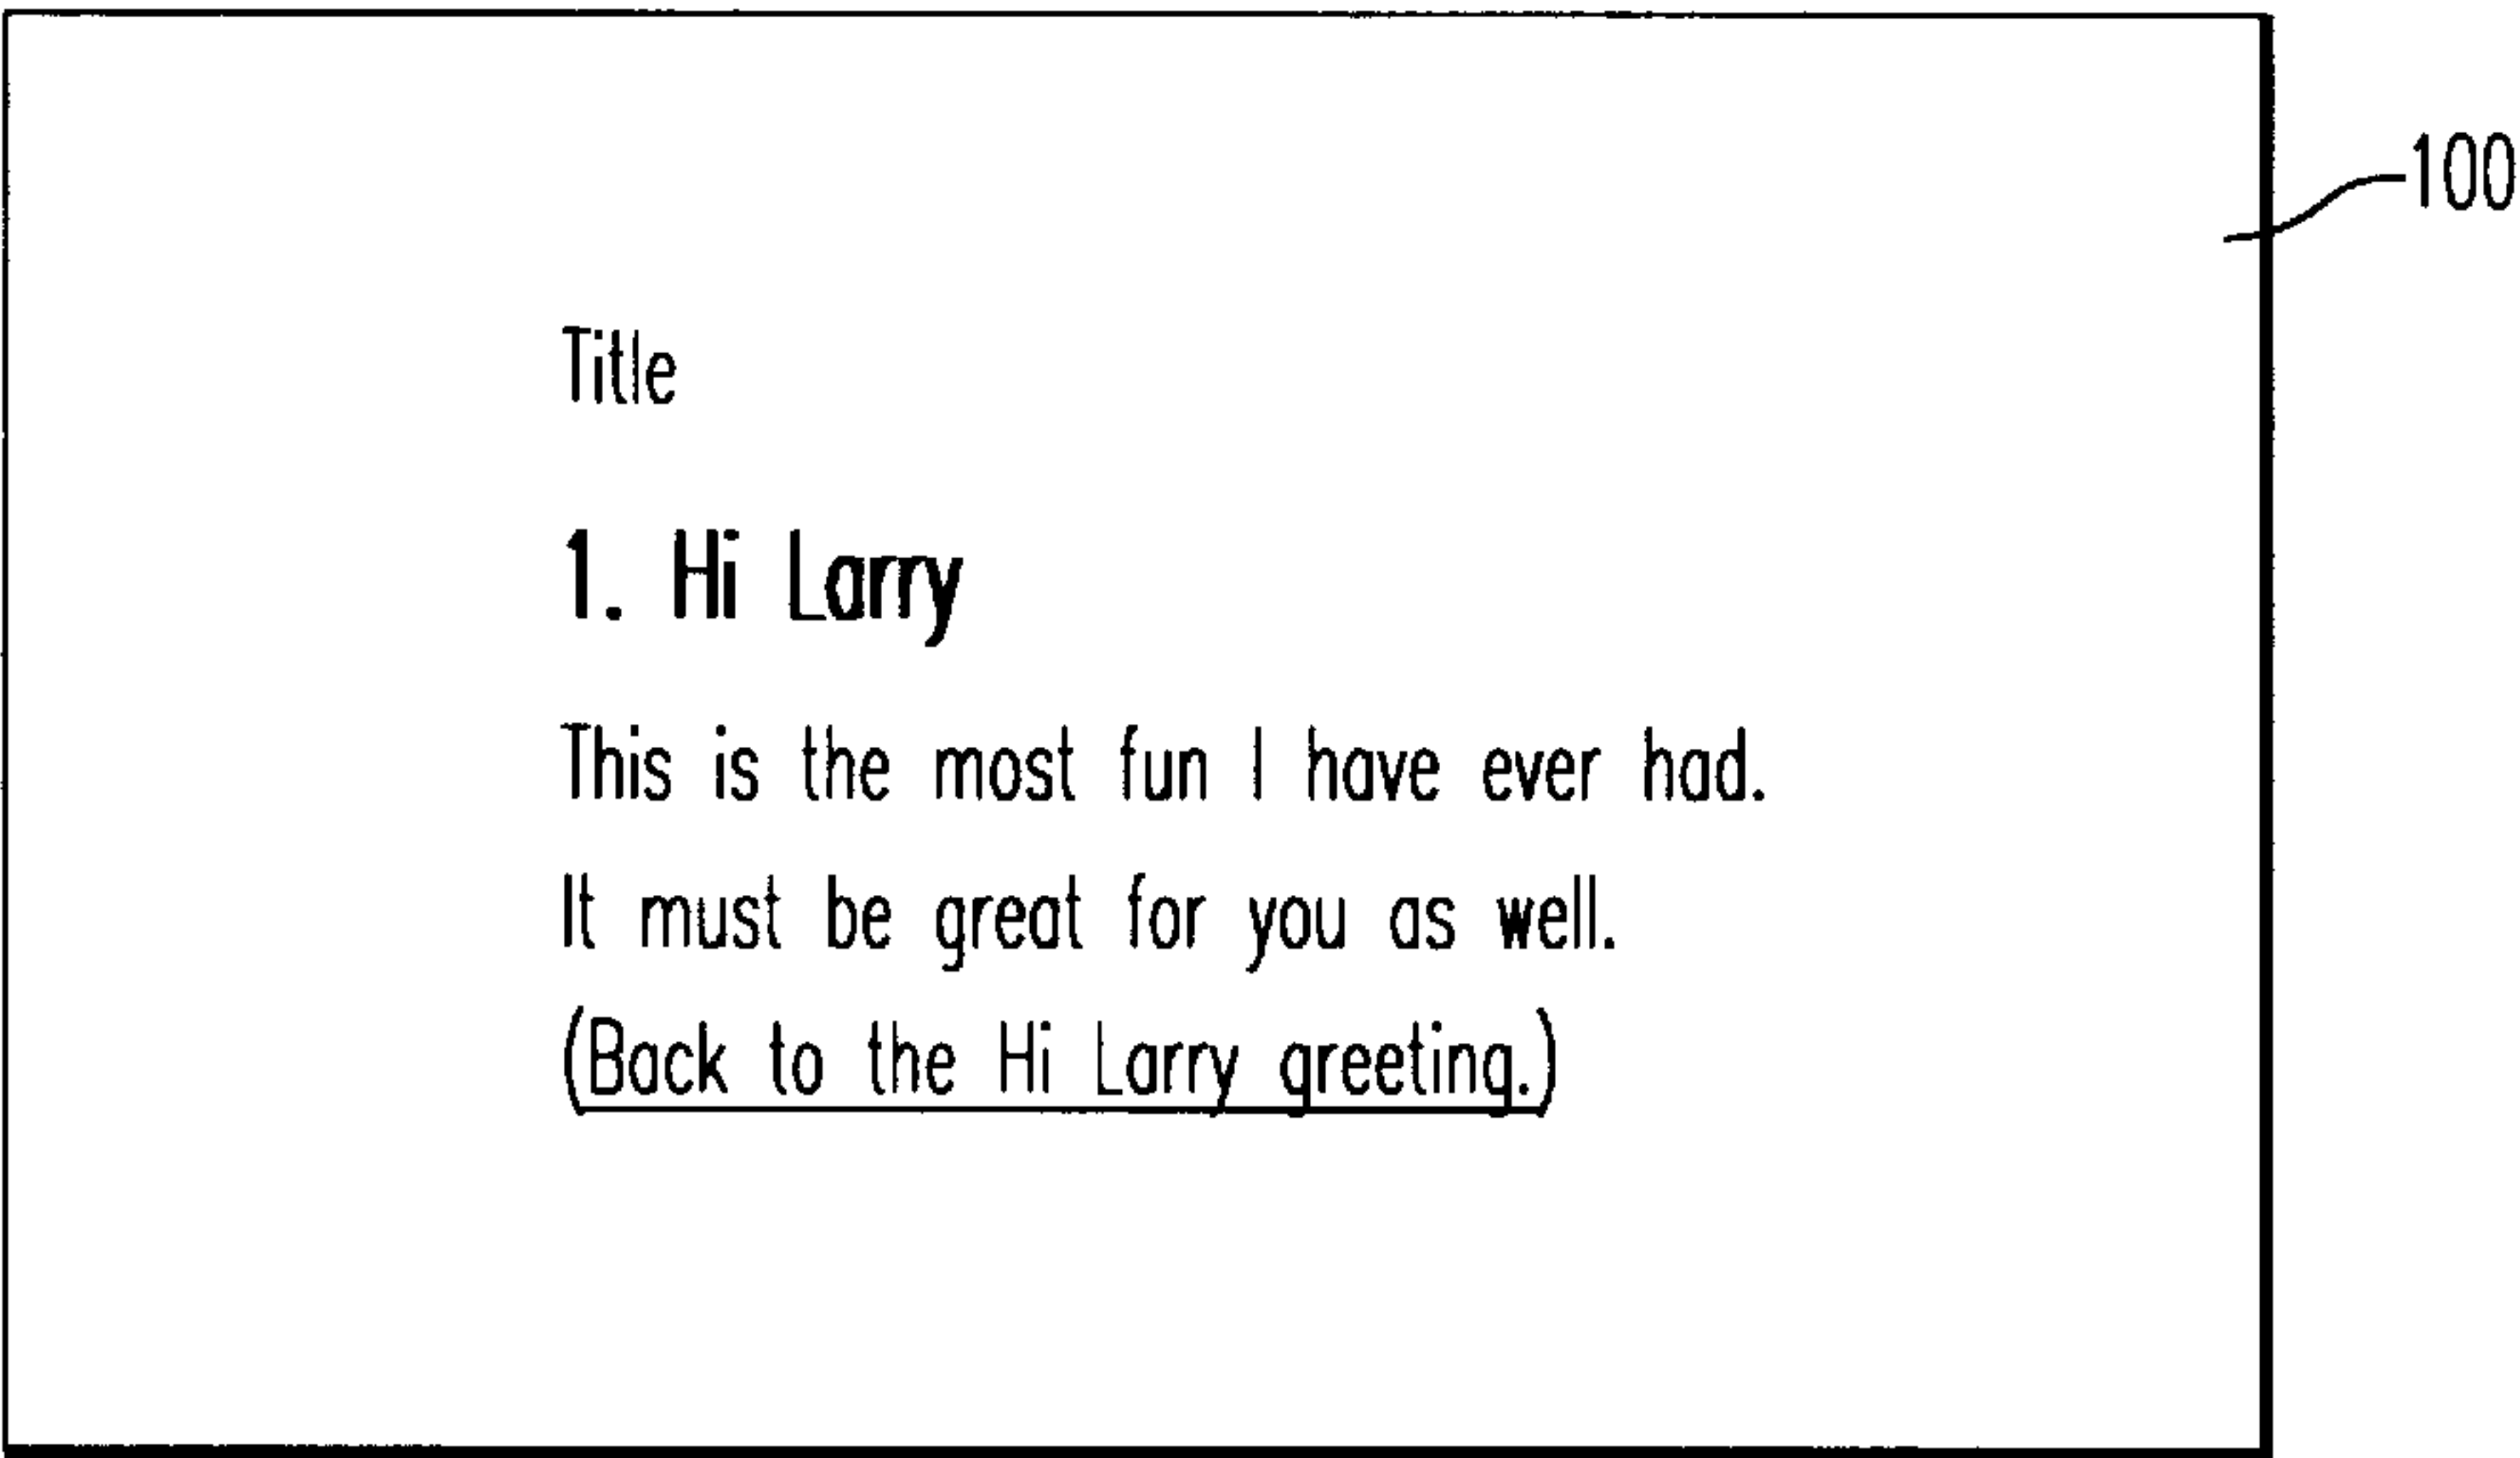 100
Title
1. Hi Larry
This is the most fun I have ever had.
It must be great for you as well.
(Back to the Hi Larry greeting.)